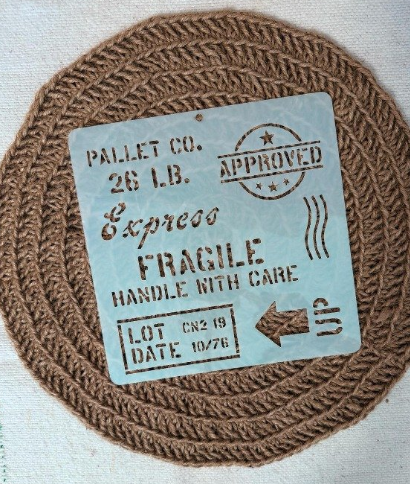 PALLET CO.
26 LB.
APPROVED
Express
FRAGILE
HANDLE WITH CARE
LOT CN2 19
DATE 10/76
UP